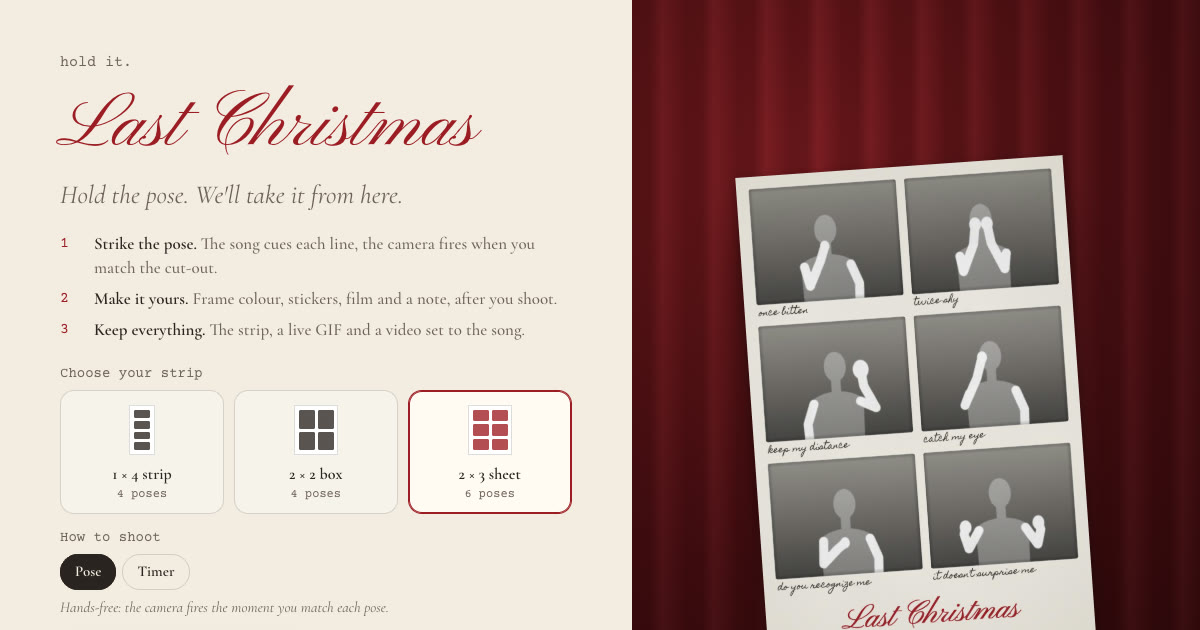 hold it.
Last Christmas
Hold the pose. We'll take it from here.
1 Strike the pose. The song cues each line, the camera fires when you
match the cut-out.
2 Make it yours. Frame colour, stickers, film and a note, after you shoot.
3 Keep everything. The strip, a live GIF and a video set to the song.
Choose your strip
1 × 4 strip
4 poses
2 × 2 box
4 poses
2 × 3 sheet
6 poses
How to shoot
Pose
Timer
Hands-free: the camera fires the moment you match each pose.
once bitten
twice shy
keep my distance
catch my eye
do you recognize me
it doesn't surprise me
Last Christmas